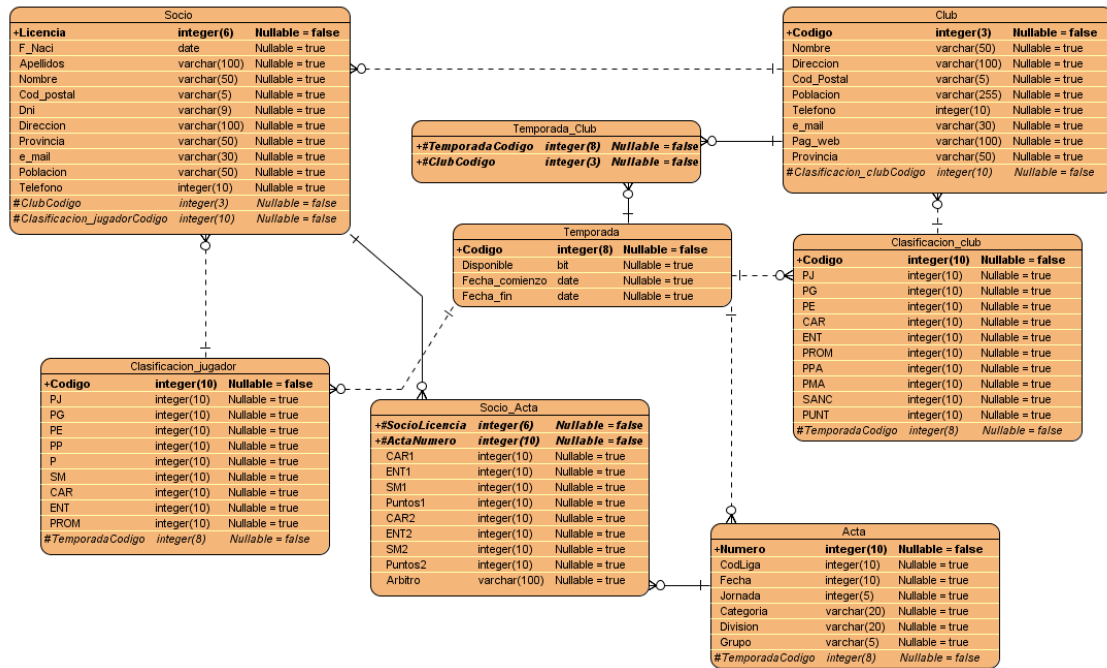 Socio
+Licencia integer(6) Nullable = false
F_Naci date Nullable = true
Apellidos varchar(100) Nullable = true
Nombre varchar(50) Nullable = true
Cod_postal varchar(5) Nullable = true
Dni varchar(9) Nullable = true
Direccion varchar(100) Nullable = true
Provincia varchar(50) Nullable = true
e_mail varchar(30) Nullable = true
Poblacion varchar(50) Nullable = true
Telefono integer(10) Nullable = true
#ClubCodigo integer(3) Nullable = false
#Clasificacion_jugadorCodigo integer(10) Nullable = false
Club
+Codigo integer(3) Nullable = false
Nombre varchar(50) Nullable = true
Direccion varchar(100) Nullable = true
Cod_Postal varchar(5) Nullable = true
Poblacion varchar(255) Nullable = true
Telefono integer(10) Nullable = true
e_mail varchar(30) Nullable = true
Pag_web varchar(100) Nullable = true
Provincia varchar(50) Nullable = true
#Clasificacion_clubCodigo integer(10) Nullable = false
Temporada_Club
+#TemporadaCodigo integer(8) Nullable = false
+#ClubCodigo integer(3) Nullable = false
Temporada
+Codigo integer(8) Nullable = false
Disponible bit Nullable = true
Fecha_comienzo date Nullable = true
Fecha_fin date Nullable = true
Clasificacion_club
+Codigo integer(10) Nullable = false
PJ integer(10) Nullable = true
PG integer(10) Nullable = true
PE integer(10) Nullable = true
CAR integer(10) Nullable = true
ENT integer(10) Nullable = true
PROM integer(10) Nullable = true
PPA integer(10) Nullable = true
PMA integer(10) Nullable = true
SANC integer(10) Nullable = true
PUNT integer(10) Nullable = true
#TemporadaCodigo integer(8) Nullable = false
Clasificacion_jugador
+Codigo integer(10) Nullable = false
PJ integer(10) Nullable = true
PG integer(10) Nullable = true
PE integer(10) Nullable = true
PP integer(10) Nullable = true
P integer(10) Nullable = true
SM integer(10) Nullable = true
CAR integer(10) Nullable = true
ENT integer(10) Nullable = true
PROM integer(10) Nullable = true
#TemporadaCodigo integer(8) Nullable = false
Socio_Acta
+#SocioLicencia integer(6) Nullable = false
+#ActaNumero integer(10) Nullable = false
CAR1 integer(10) Nullable = true
ENT1 integer(10) Nullable = true
SM1 integer(10) Nullable = true
Puntos1 integer(10) Nullable = true
CAR2 integer(10) Nullable = true
ENT2 integer(10) Nullable = true
SM2 integer(10) Nullable = true
Puntos2 integer(10) Nullable = true
Arbitro varchar(100) Nullable = true
Acta
+Numero integer(10) Nullable = false
CodLiga integer(10) Nullable = true
Fecha integer(10) Nullable = true
Jornada integer(5) Nullable = true
Categoria varchar(20) Nullable = true
Division varchar(20) Nullable = true
Grupo varchar(5) Nullable = true
#TemporadaCodigo integer(8) Nullable = false